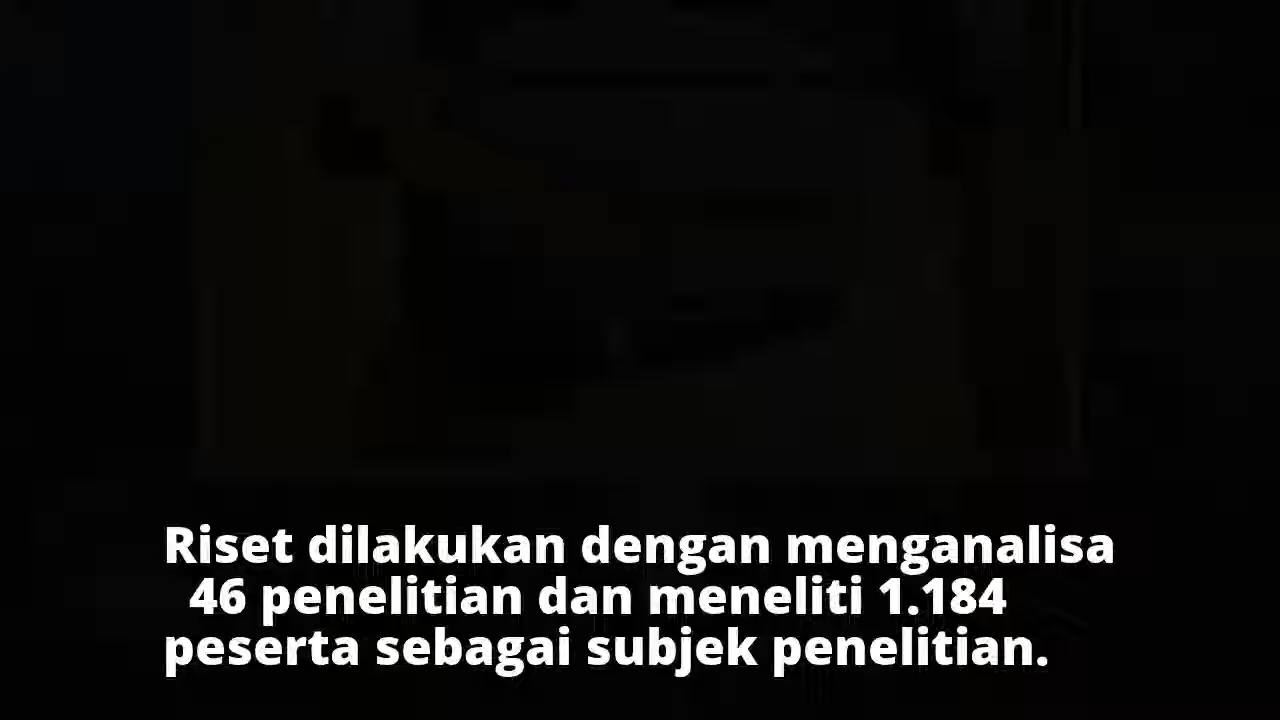 Riset dilakukan dengan menganalisa
46 penelitian dan meneliti 1.184
peserta sebagai subjek penelitian.